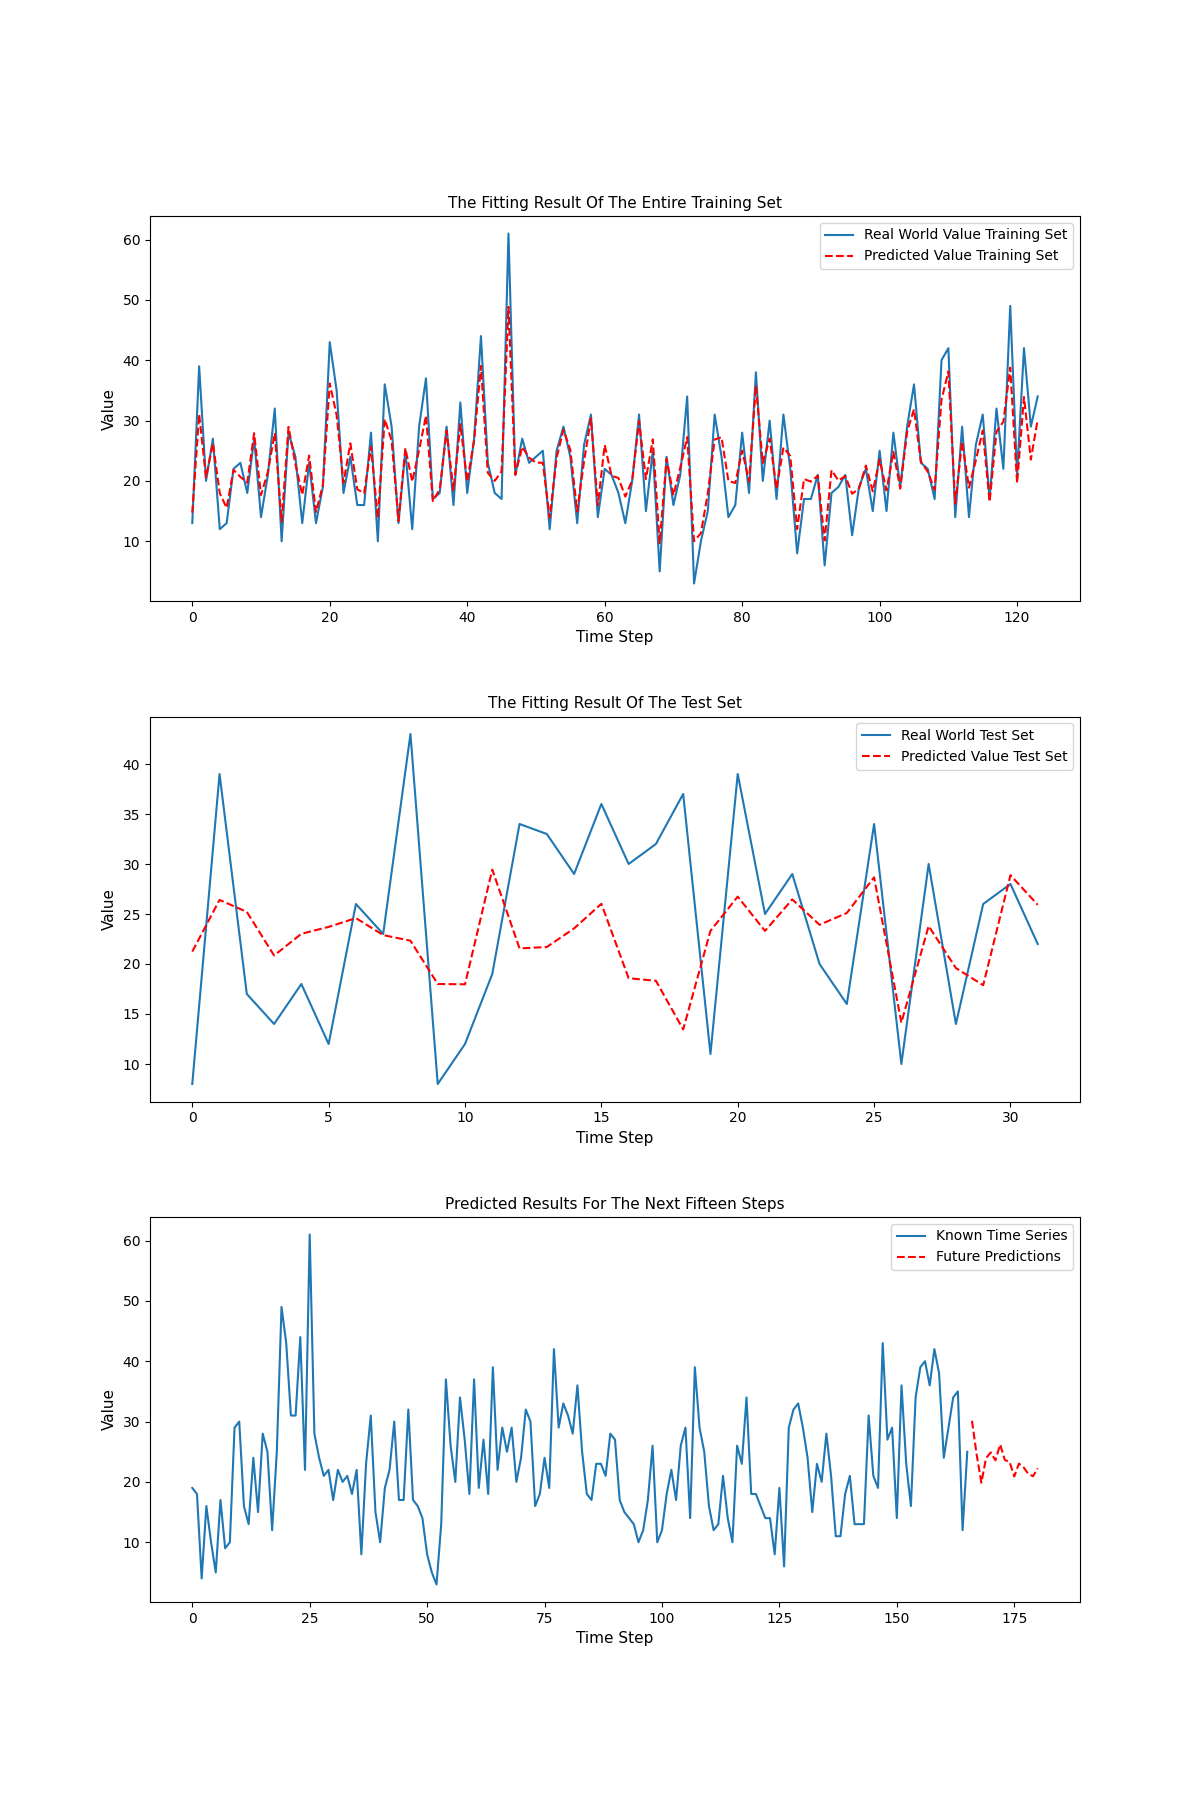 The Fitting Result Of The Entire Training Set
Real World Value Training Set
Predicted Value Training Set
Value
60
50
40
30
20
10
0 20 40 60 80 100 120
Time Step
The Fitting Result Of The Test Set
Real World Test Set
Predicted Value Test Set
Value
40
35
30
25
20
15
10
0 5 10 15 20 25 30
Time Step
Predicted Results For The Next Fifteen Steps
Known Time Series
Future Predictions
Value
60
50
40
30
20
10
0 25 50 75 100 125 150 175
Time Step